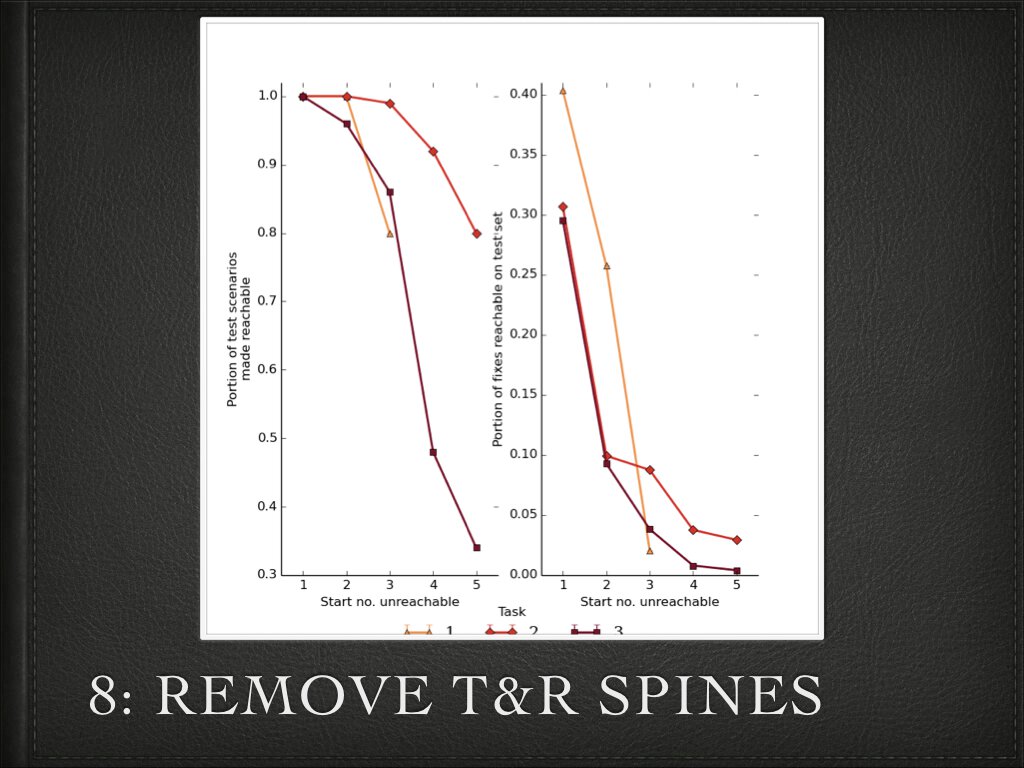 1.0
0.9
0.8
0.7
0.6
0.5
0.4
0.3
Portion of test scenarios
made reachable
1 2 3 4 5
Start no. unreachable
0.40
0.35
0.30
0.25
0.20
0.15
0.10
0.05
0.00
Portion of fixes reachable on test set
1 2 3 4 5
Start no. unreachable
Task
1 2 3
8: REMOVE T&R SPINES